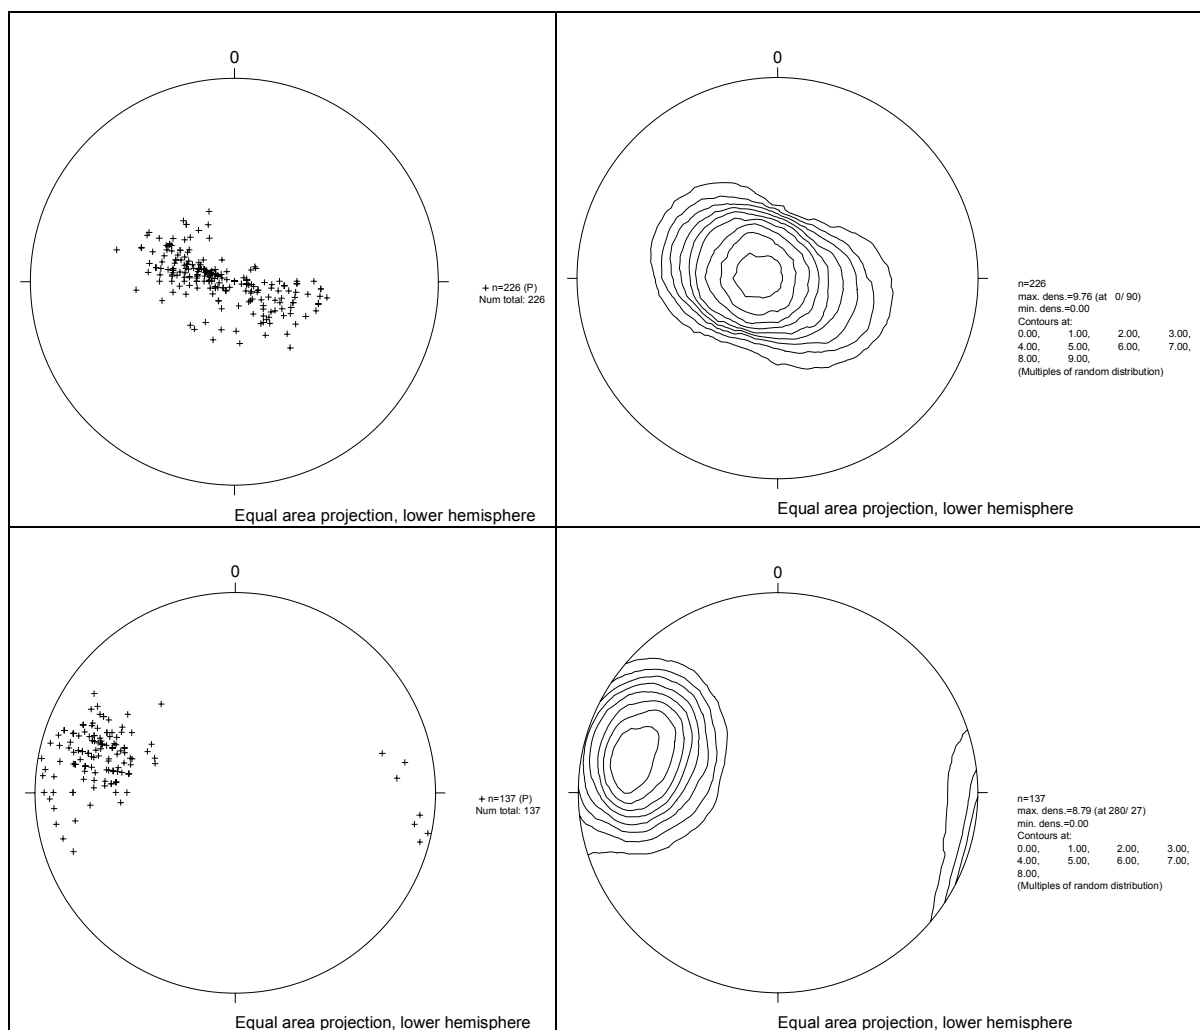 0
+ n=226 (P)
Num total: 226
Equal area projection, lower hemisphere
0
n=226
max. dens.=9.76 (at 0/ 90)
min. dens.=0.00
Contours at:
0.00, 1.00, 2.00, 3.00,
4.00, 5.00, 6.00, 7.00,
8.00, 9.00,
(Multiples of random distribution)
Equal area projection, lower hemisphere
0
+ n=137 (P)
Num total: 137
Equal area projection, lower hemisphere
0
n=137
max. dens.=8.79 (at 280/ 27)
min. dens.=0.00
Contours at:
0.00, 1.00, 2.00, 3.00,
4.00, 5.00, 6.00, 7.00,
8.00,
(Multiples of random distribution)
Equal area projection, lower hemisphere